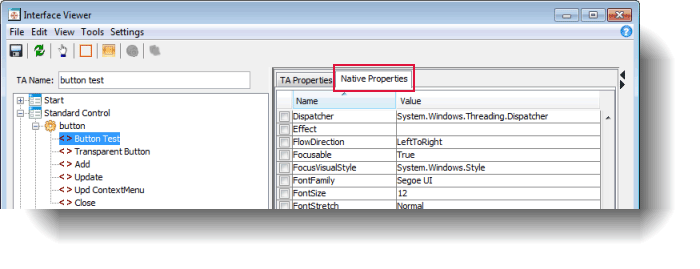 Interface Viewer
File Edit View Tools Settings
TA Name: button test
TA Properties Native Properties
Name Value
Start
Standard Control
button
<> Button Test
<> Transparent Button
<> Add
<> Update
<> Upd ContextMenu
<> Close
Dispatcher System.Windows.Threading.Dispatcher
Effect
FlowDirection LeftToRight
Focusable True
FocusVisualStyle System.Windows.Style
FontFamily Segoe UI
FontSize 12
FontStretch Normal